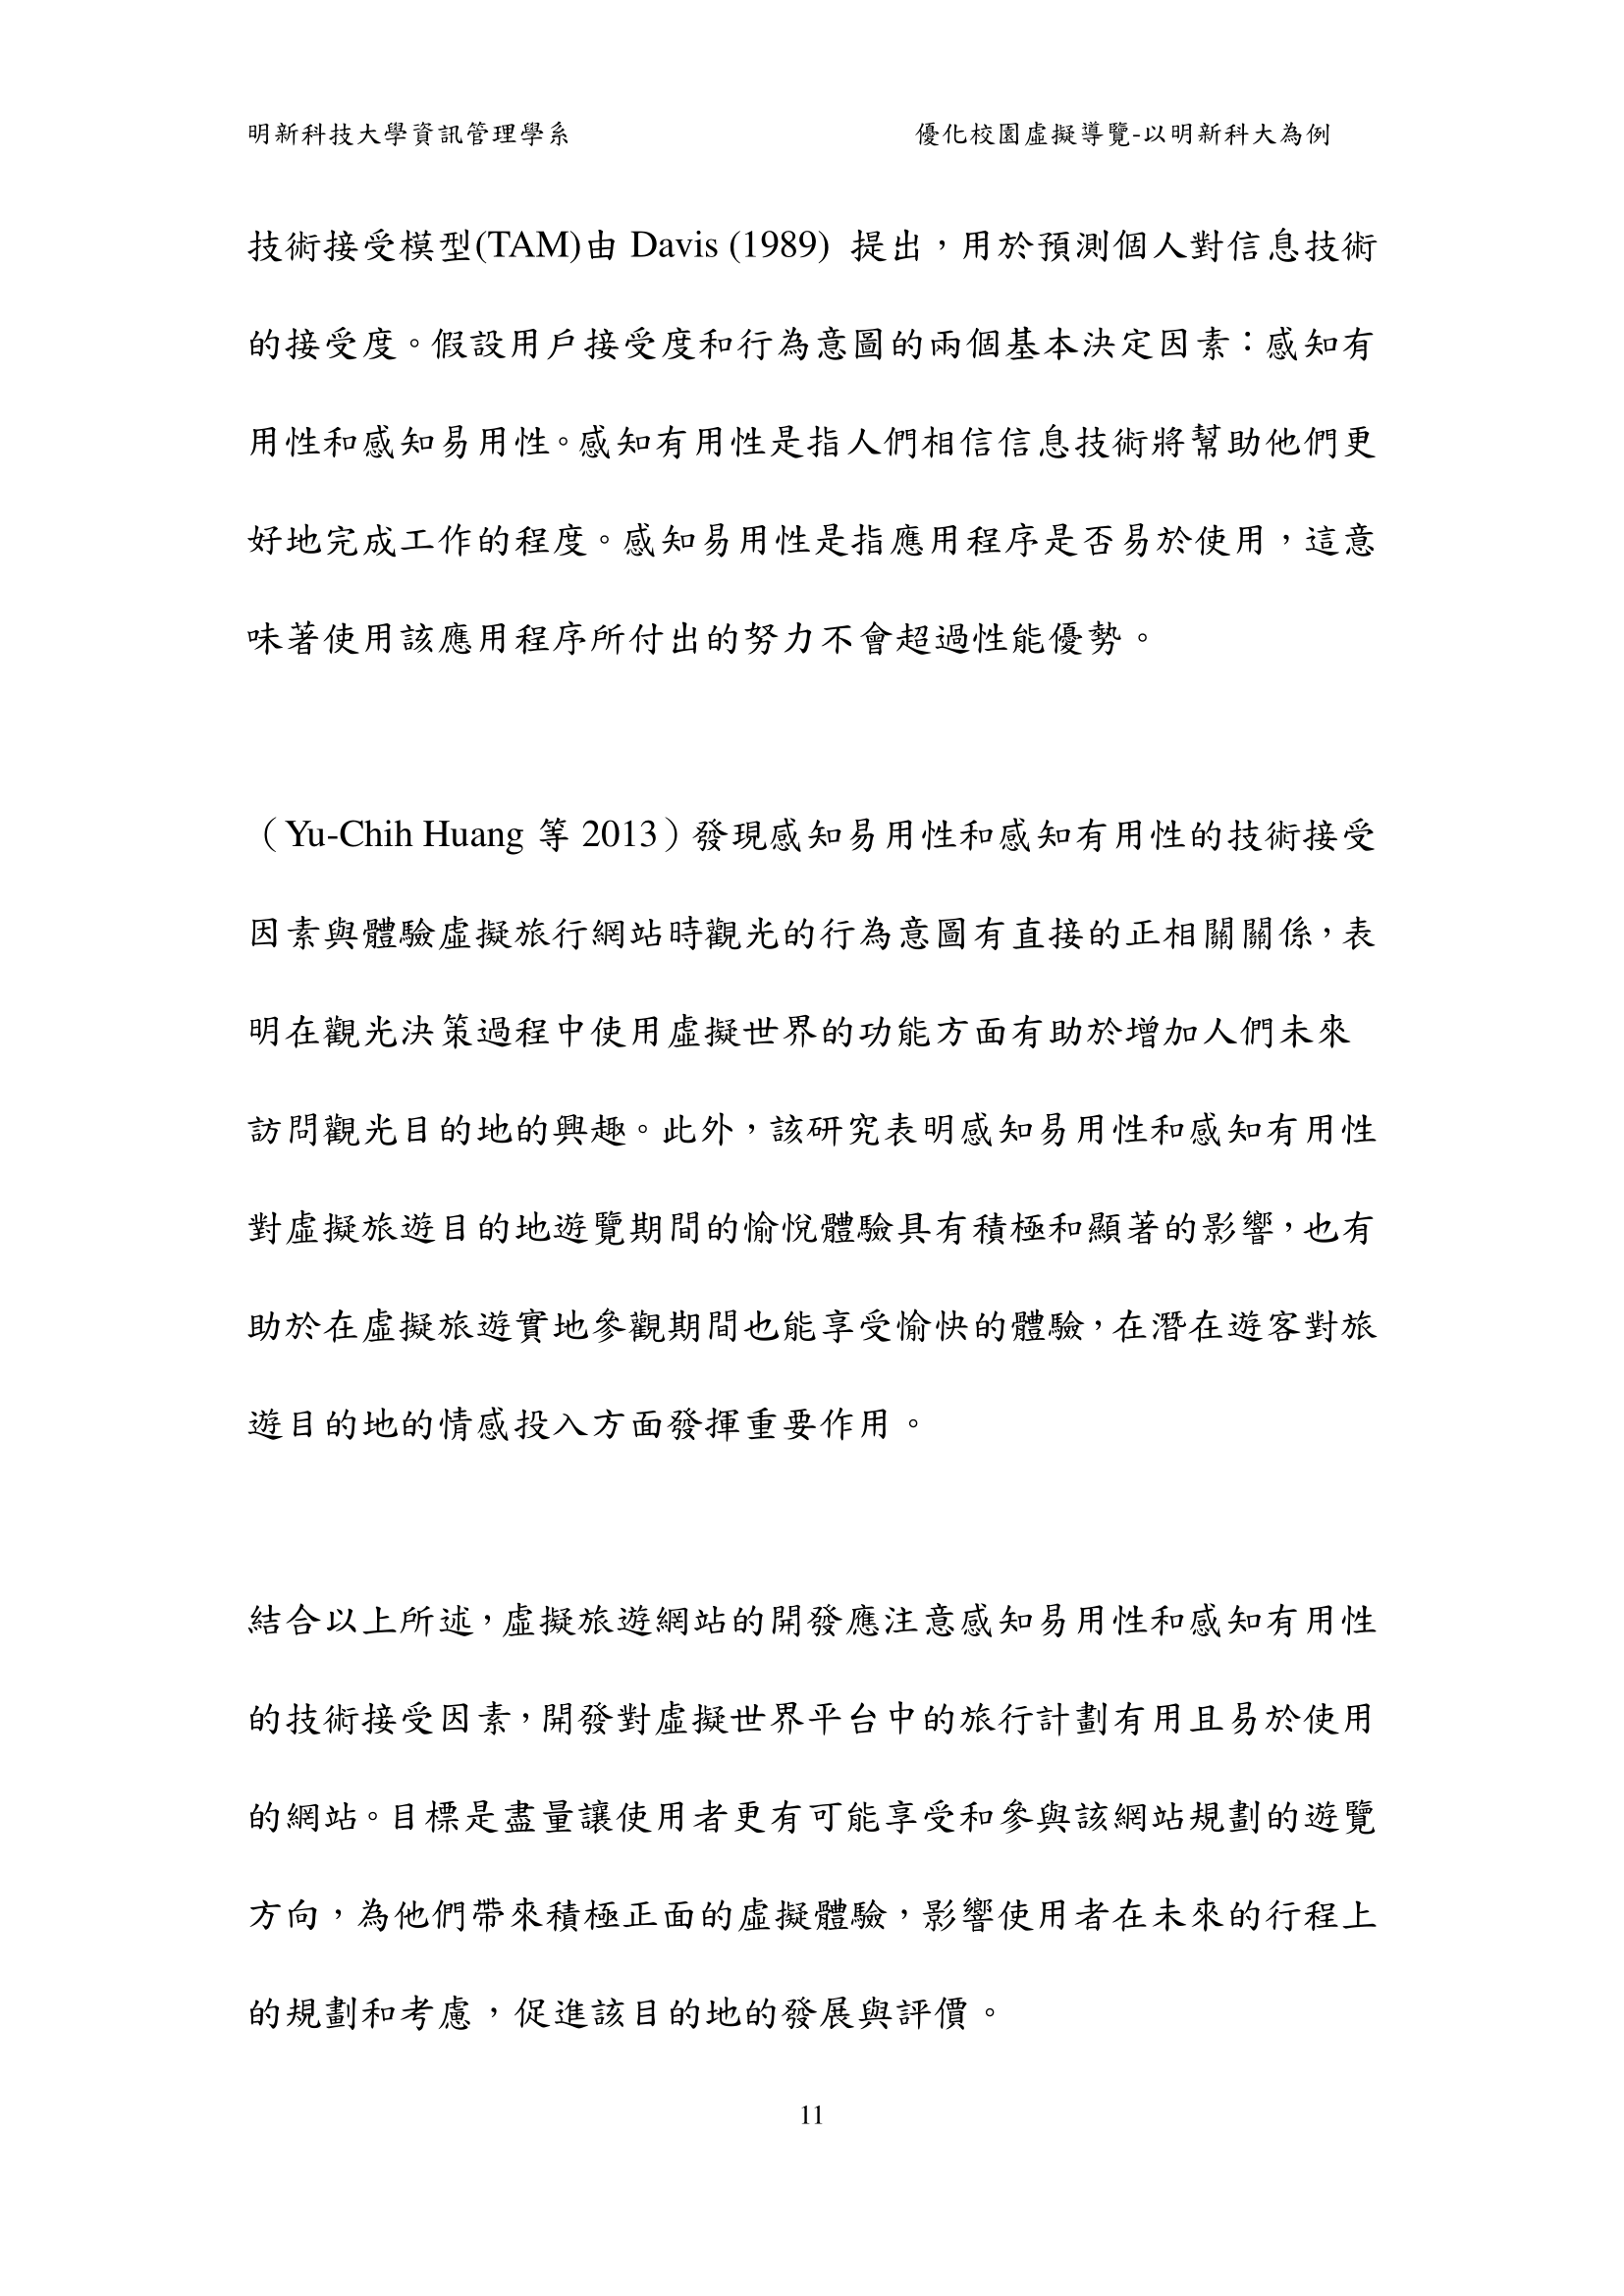 明新科技大學資訊管理學系 優化校園虛擬導覽-以明新科大為例
技術接受模型(TAM)由 Davis (1989) 提出，用於預測個人對信息技術
的接受度。假設用戶接受度和行為意圖的兩個基本決定因素：感知有
用性和感知易用性。感知有用性是指人們相信信息技術將幫助他們更
好地完成工作的程度。感知易用性是指應用程序是否易於使用，這意
味著使用該應用程序所付出的努力不會超過性能優勢。
（Yu-Chih Huang 等 2013）發現感知易用性和感知有用性的技術接受
因素與體驗虛擬旅行網站時觀光的行為意圖有直接的正相關關係，表
明在觀光決策過程中使用虛擬世界的功能方面有助於增加人們未來
訪問觀光目的地的興趣。此外，該研究表明感知易用性和感知有用性
對虛擬旅遊目的地遊覽期間的愉悅體驗具有積極和顯著的影響，也有
助於在虛擬旅遊實地參觀期間也能享受愉快的體驗，在潛在遊客對旅
遊目的地的情感投入方面發揮重要作用。
結合以上所述，虛擬旅遊網站的開發應注意感知易用性和感知有用性
的技術接受因素，開發對虛擬世界平台中的旅行計劃有用且易於使用
的網站。目標是盡量讓使用者更有可能享受和參與該網站規劃的遊覽
方向，為他們帶來積極正面的虛擬體驗，影響使用者在未來的行程上
的規劃和考慮，促進該目的地的發展與評價。
11